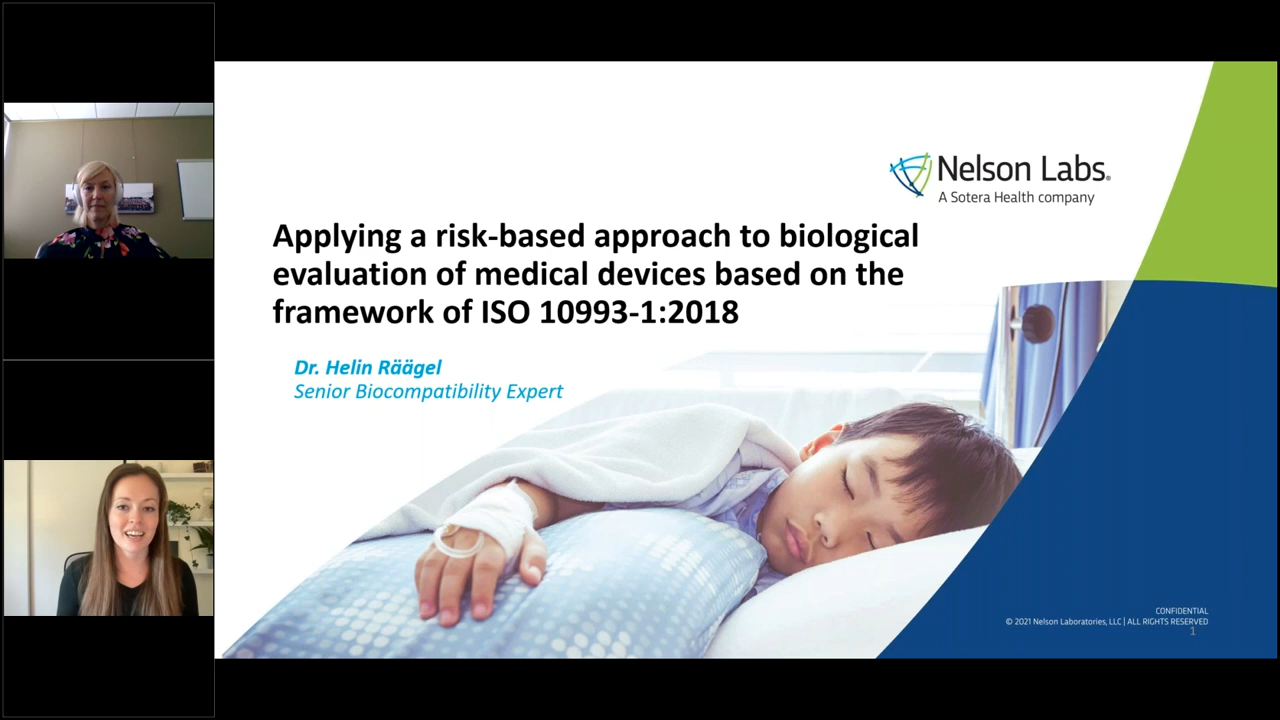 Nelson Labs®
A Sotera Health company
Applying a risk-based approach to biological
evaluation of medical devices based on the
framework of ISO 10993-1:2018
Dr. Helin Räägel
Senior Biocompatibility Expert
CONFIDENTIAL
© 2021 Nelson Laboratories, LLC | ALL RIGHTS RESERVED
1